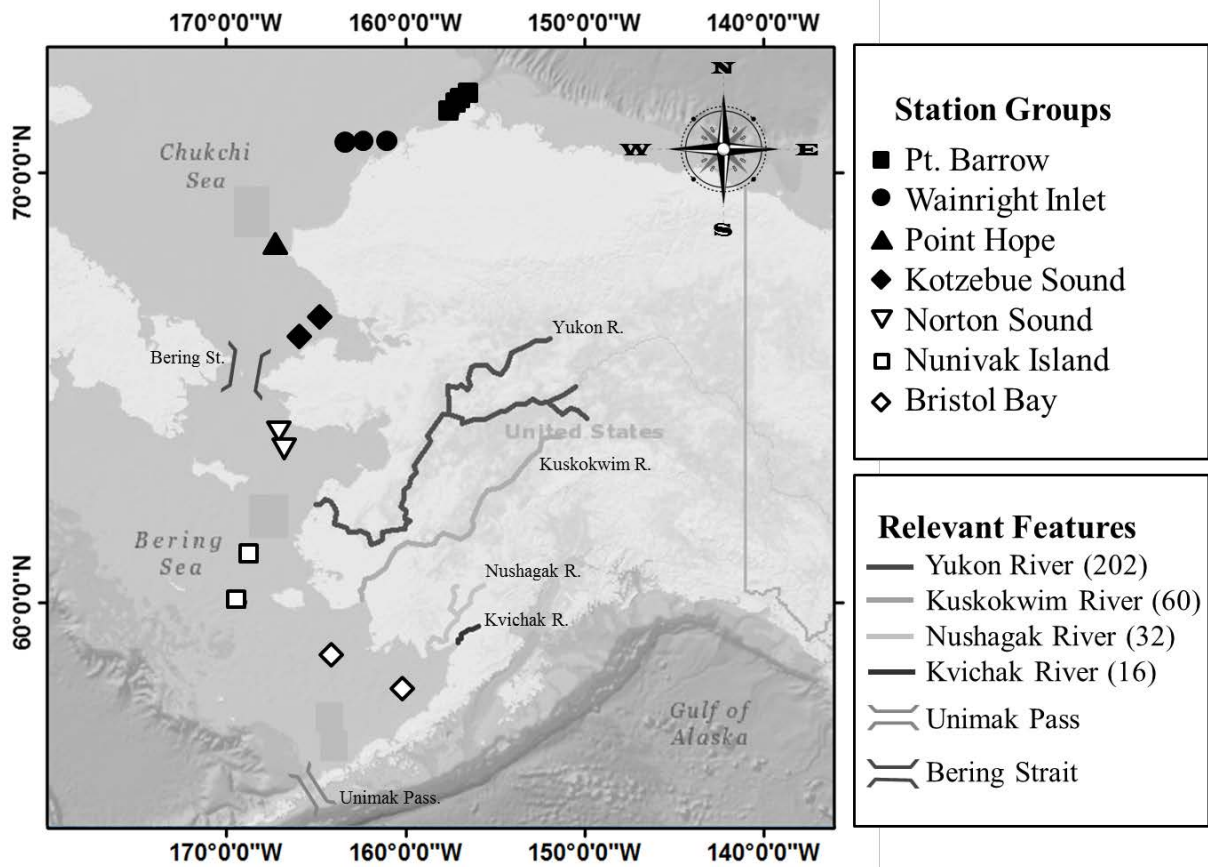 170°0'0"W 160°0'0"W 150°0'0"W 140°0'0"W
70°0'0"N
60°0'0"N
Chukchi
Sea
N
W
E
S
Bering St.
Yukon R.
United States
Kuskokwim R.
Bering
Sea
Nushagak R.
Kvichak R.
Gulf of
Alaska
Unimak Pass.
170°0'0"W 160°0'0"W 150°0'0"W 140°0'0"W
Station Groups
Pt. Barrow
Wainright Inlet
Point Hope
Kotzebue Sound
Norton Sound
Nunivak Island
Bristol Bay
Relevant Features
Yukon River (202)
Kuskokwim River (60)
Nushagak River (32)
Kvichak River (16)
Unimak Pass
Bering Strait